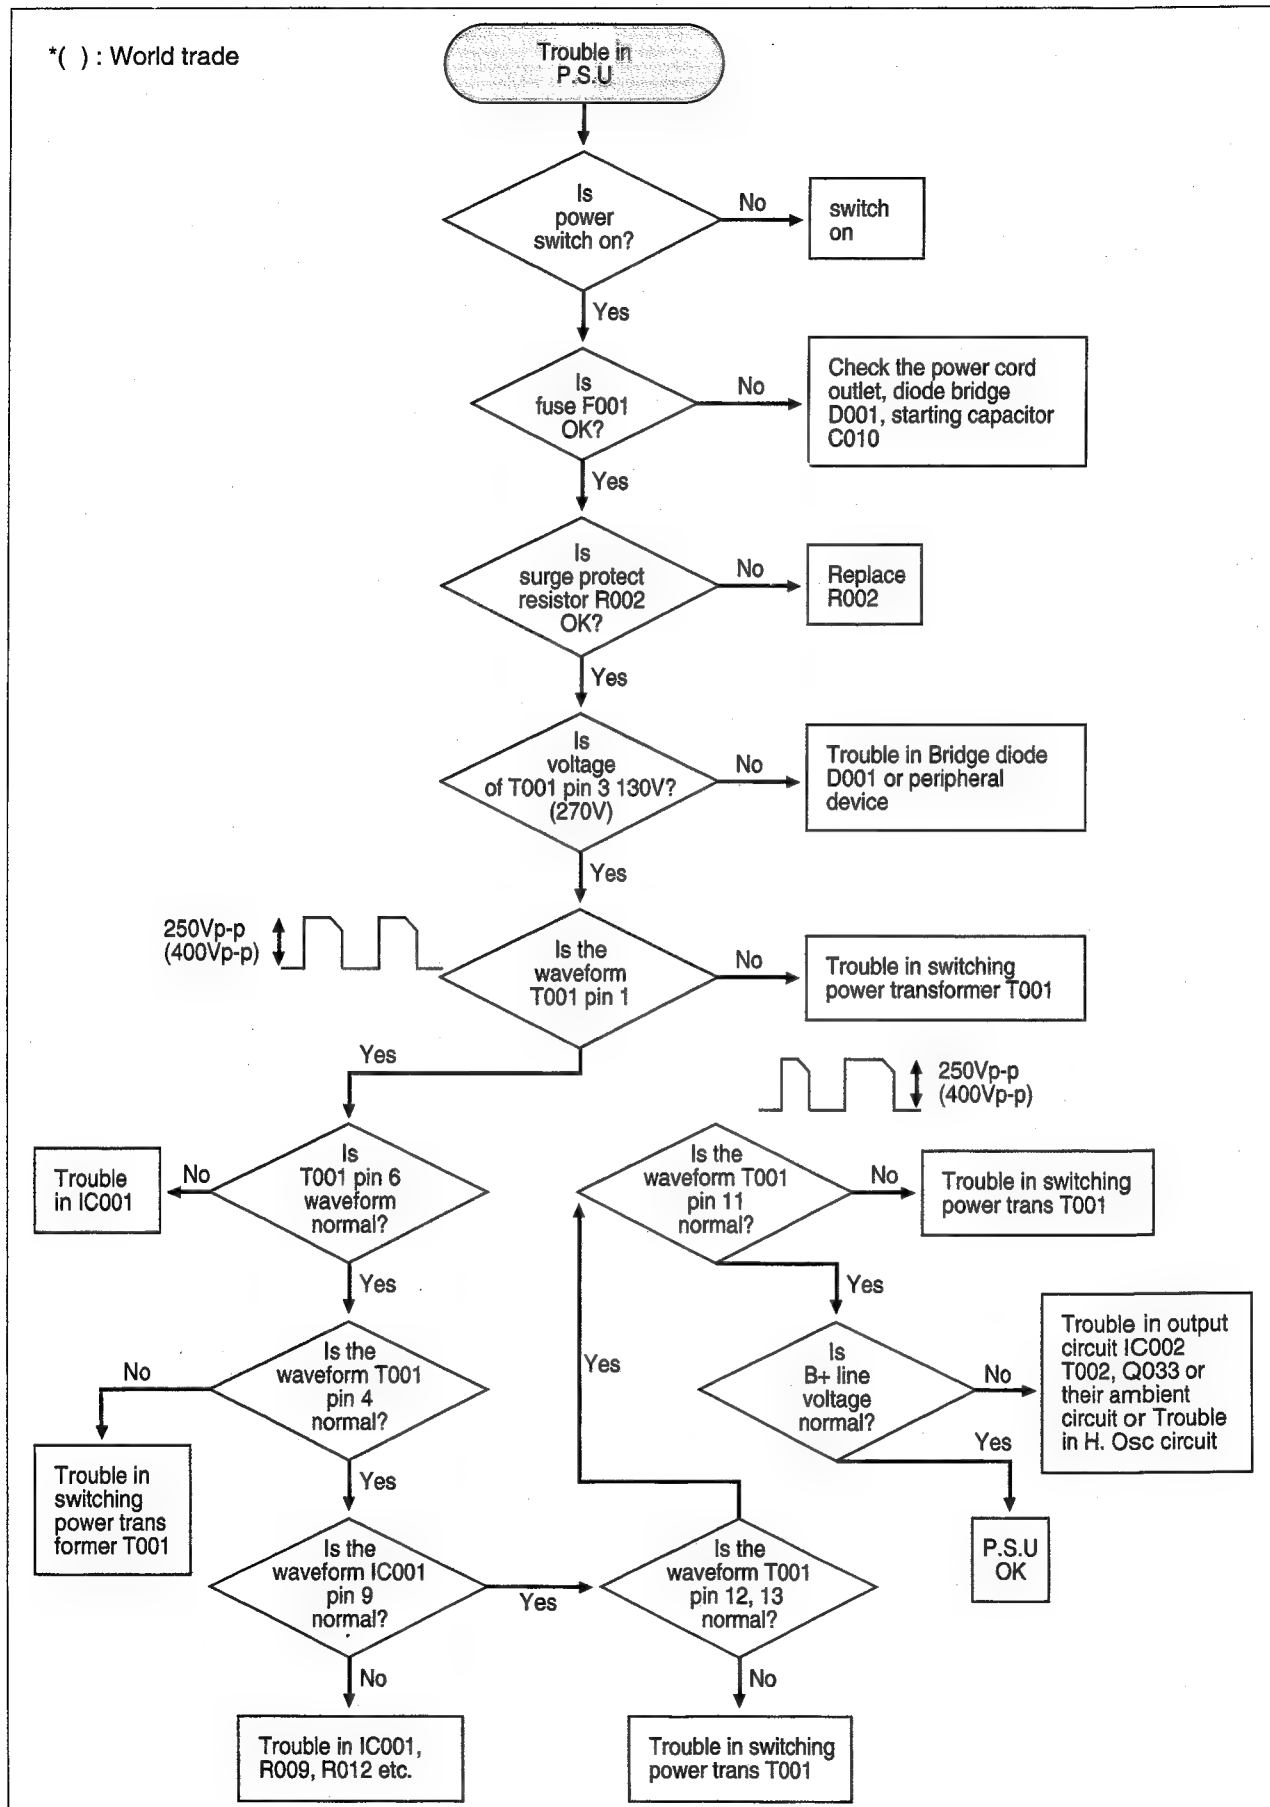 *( ) : World trade
Trouble in
P.S.U
Is
power
switch on?
No
switch
on
Yes
Is
fuse F001
OK?
No
Check the power cord
outlet, diode bridge
D001, starting capacitor
C010
Yes
Is
surge protect
resistor R002
OK?
No
Replace
R002
Yes
Is
voltage
of T001 pin 3 130V?
(270V)
No
Trouble in Bridge diode
D001 or peripheral
device
Yes
250Vp-p
(400Vp-p)
Is the
waveform
T001 pin 1
No
Trouble in switching
power transformer T001
Yes
250Vp-p
(400Vp-p)
Is
T001 pin 6
waveform
normal?
No
Trouble
in IC001
Yes
Is the
waveform T001
pin 11
normal?
No
Trouble in switching
power trans T001
Yes
Is the
waveform T001
pin 4
normal?
No
Trouble in
switching
power trans
former T001
Yes
Yes
Is
B+ line
voltage
normal?
No
Trouble in output
circuit IC002
T002, Q033 or
their ambient
circuit or Trouble
in H. Osc circuit
Yes
P.S.U
OK
Is the
waveform IC001
pin 9
normal?
Yes
Is the
waveform T001
pin 12, 13
normal?
No
Trouble in IC001,
R009, R012 etc.
No
Trouble in switching
power trans T001